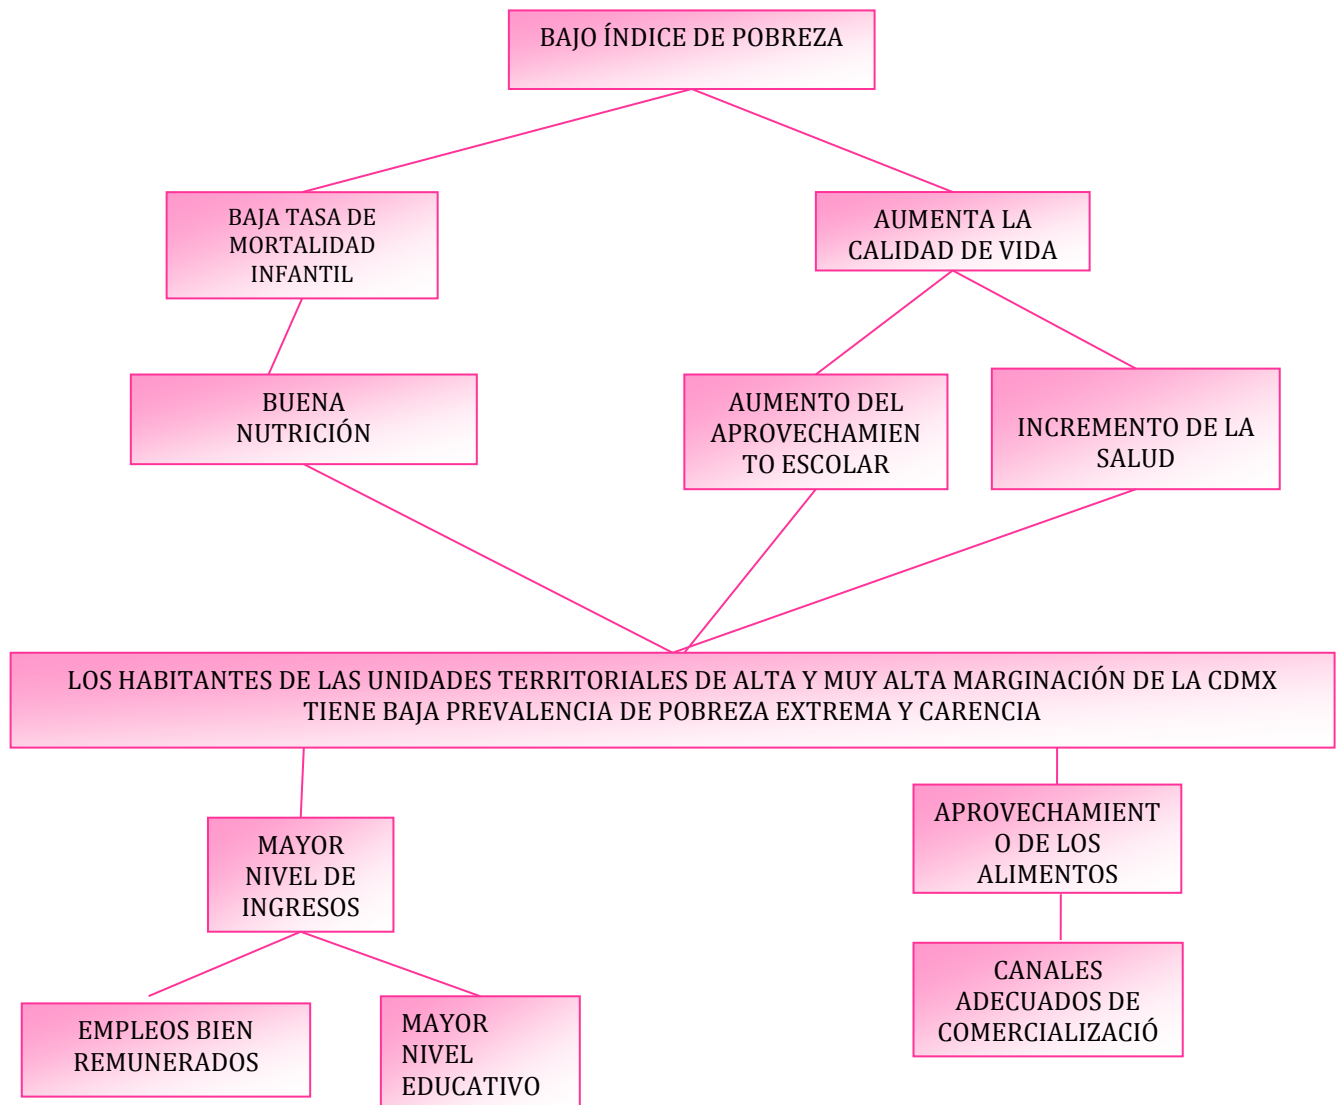 BAJO ÍNDICE DE POBREZA
BAJA TASA DE
MORTALIDAD
INFANTIL
AUMENTA LA
CALIDAD DE VIDA
BUENA
NUTRICIÓN
AUMENTO DEL
APROVECHAMIEN
TO ESCOLAR
INCREMENTO DE LA
SALUD
LOS HABITANTES DE LAS UNIDADES TERRITORIALES DE ALTA Y MUY ALTA MARGINACIÓN DE LA CDMX
TIENE BAJA PREVALENCIA DE POBREZA EXTREMA Y CARENCIA
MAYOR
NIVEL DE
INGRESOS
APROVECHAMIENT
O DE LOS
ALIMENTOS
EMPLEOS BIEN
REMUNERADOS
MAYOR
NIVEL
EDUCATIVO
CANALES
ADECUADOS DE
COMERCIALIZACIÓ